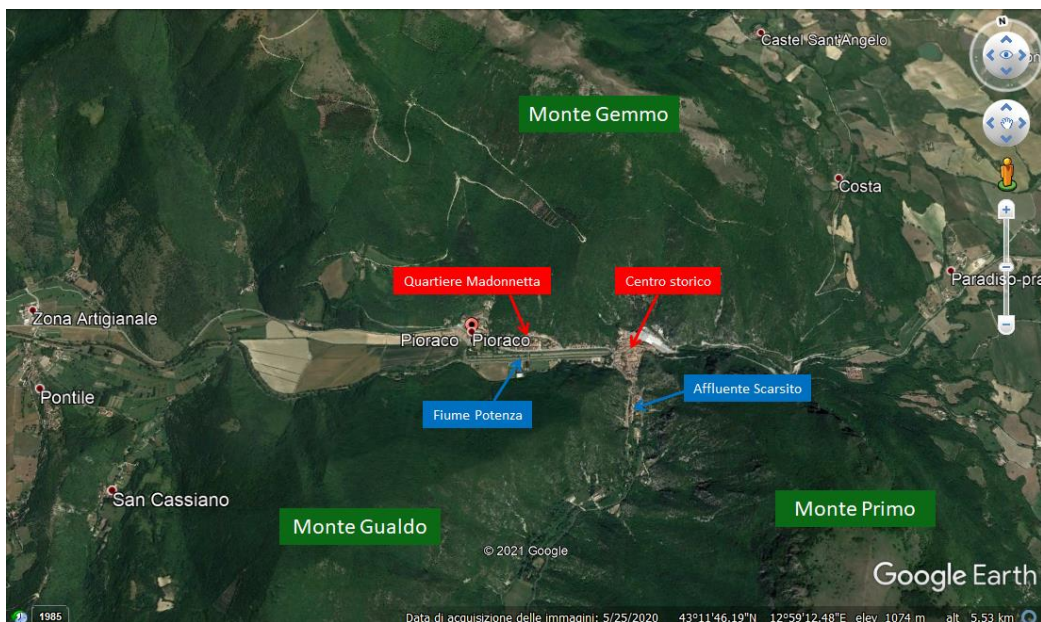 N
Castel Sant'Angelo
Monte Gemmo
Costa
Quartiere Madonnetta
Centro storico
Paradiso-pra
Zona Artigianale
Pioraco
Pioraco
Pontile
Affluente Scarsito
Fiume Potenza
San Cassiano
Monte Primo
Monte Gualdo
© 2021 Google
Google Earth
1985
Data di acquisizione delle immagini: 5/25/2020 43°11'46.19"N 12°59'12.48"E elev 1074 m alt 5.53 km